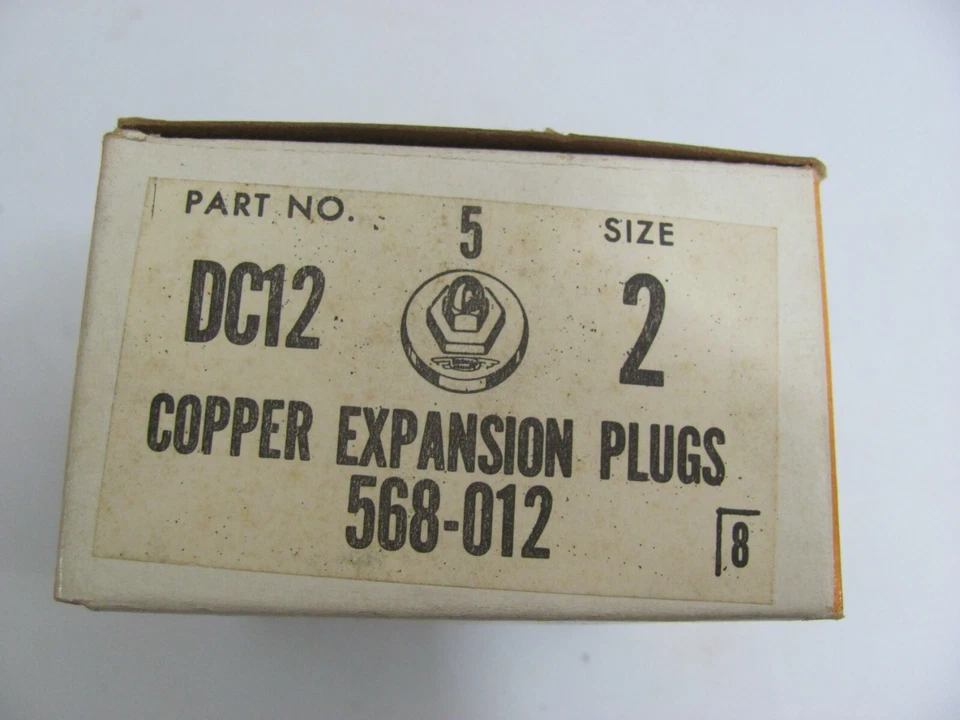 PART NO. 5 SIZE
DC12 2
COPPER EXPANSION PLUGS
568-012
8